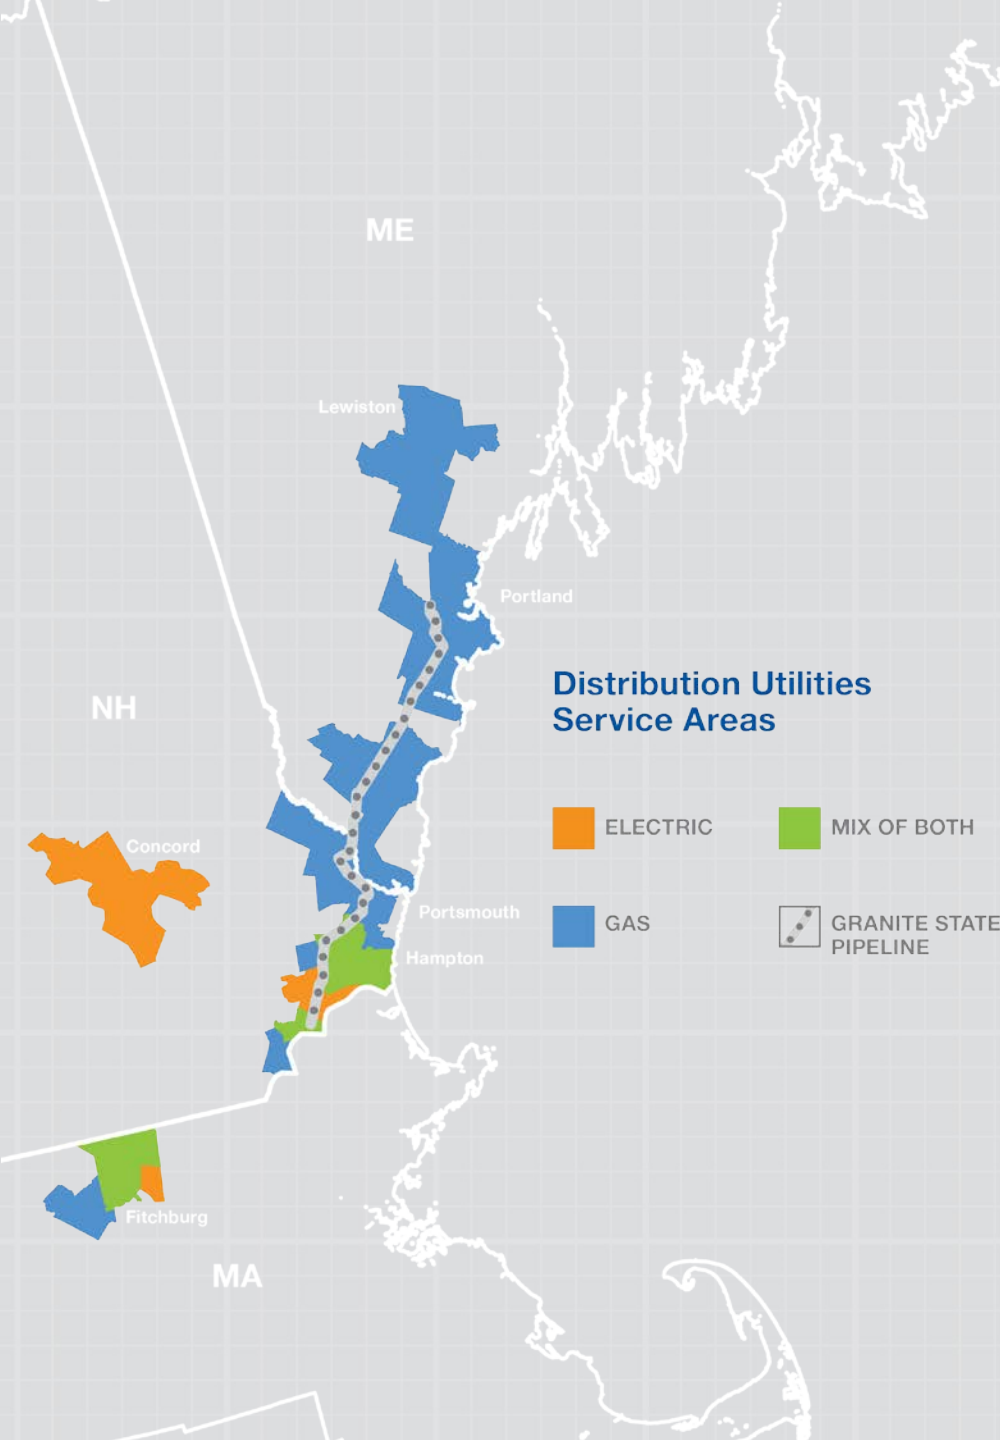 ME
Lewiston
Portland
Distribution Utilities
Service Areas
NH
ELECTRIC
MIX OF BOTH
Concord
Portsmouth
GAS
GRANITE STATE
PIPELINE
Hampton
Fitchburg
MA